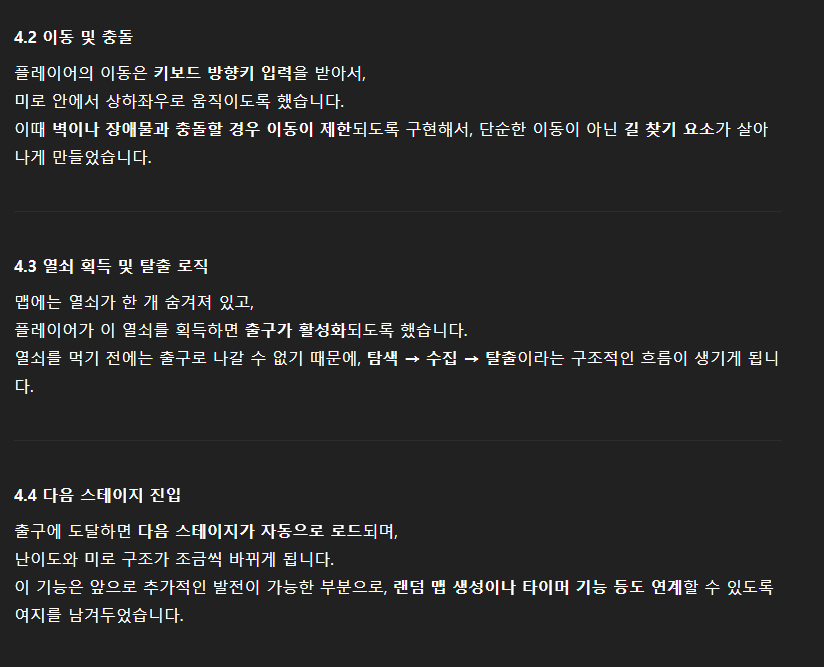 4.2 이동 및 충돌
플레이어의 이동은 키보드 방향키 입력을 받아서,
미로 안에서 상하좌우로 움직이도록 했습니다.
이때 벽이나 장애물과 충돌할 경우 이동이 제한되도록 구현해서, 단순한 이동이 아닌 길 찾기 요소가 살아
나게 만들었습니다.
4.3 열쇠 획득 및 탈출 로직
맵에는 열쇠가 한 개 숨겨져 있고,
플레이어가 이 열쇠를 획득하면 출구가 활성화되도록 했습니다.
열쇠를 먹기 전에는 출구로 나갈 수 없기 때문에, 탐색 → 수집 → 탈출이라는 구조적인 흐름이 생기게 됩니
다.
4.4 다음 스테이지 진입
출구에 도달하면 다음 스테이지가 자동으로 로드되며,
난이도와 미로 구조가 조금씩 바뀌게 됩니다.
이 기능은 앞으로 추가적인 발전이 가능한 부분으로, 랜덤 맵 생성이나 타이머 기능 등도 연계할 수 있도록
여지를 남겨두었습니다.